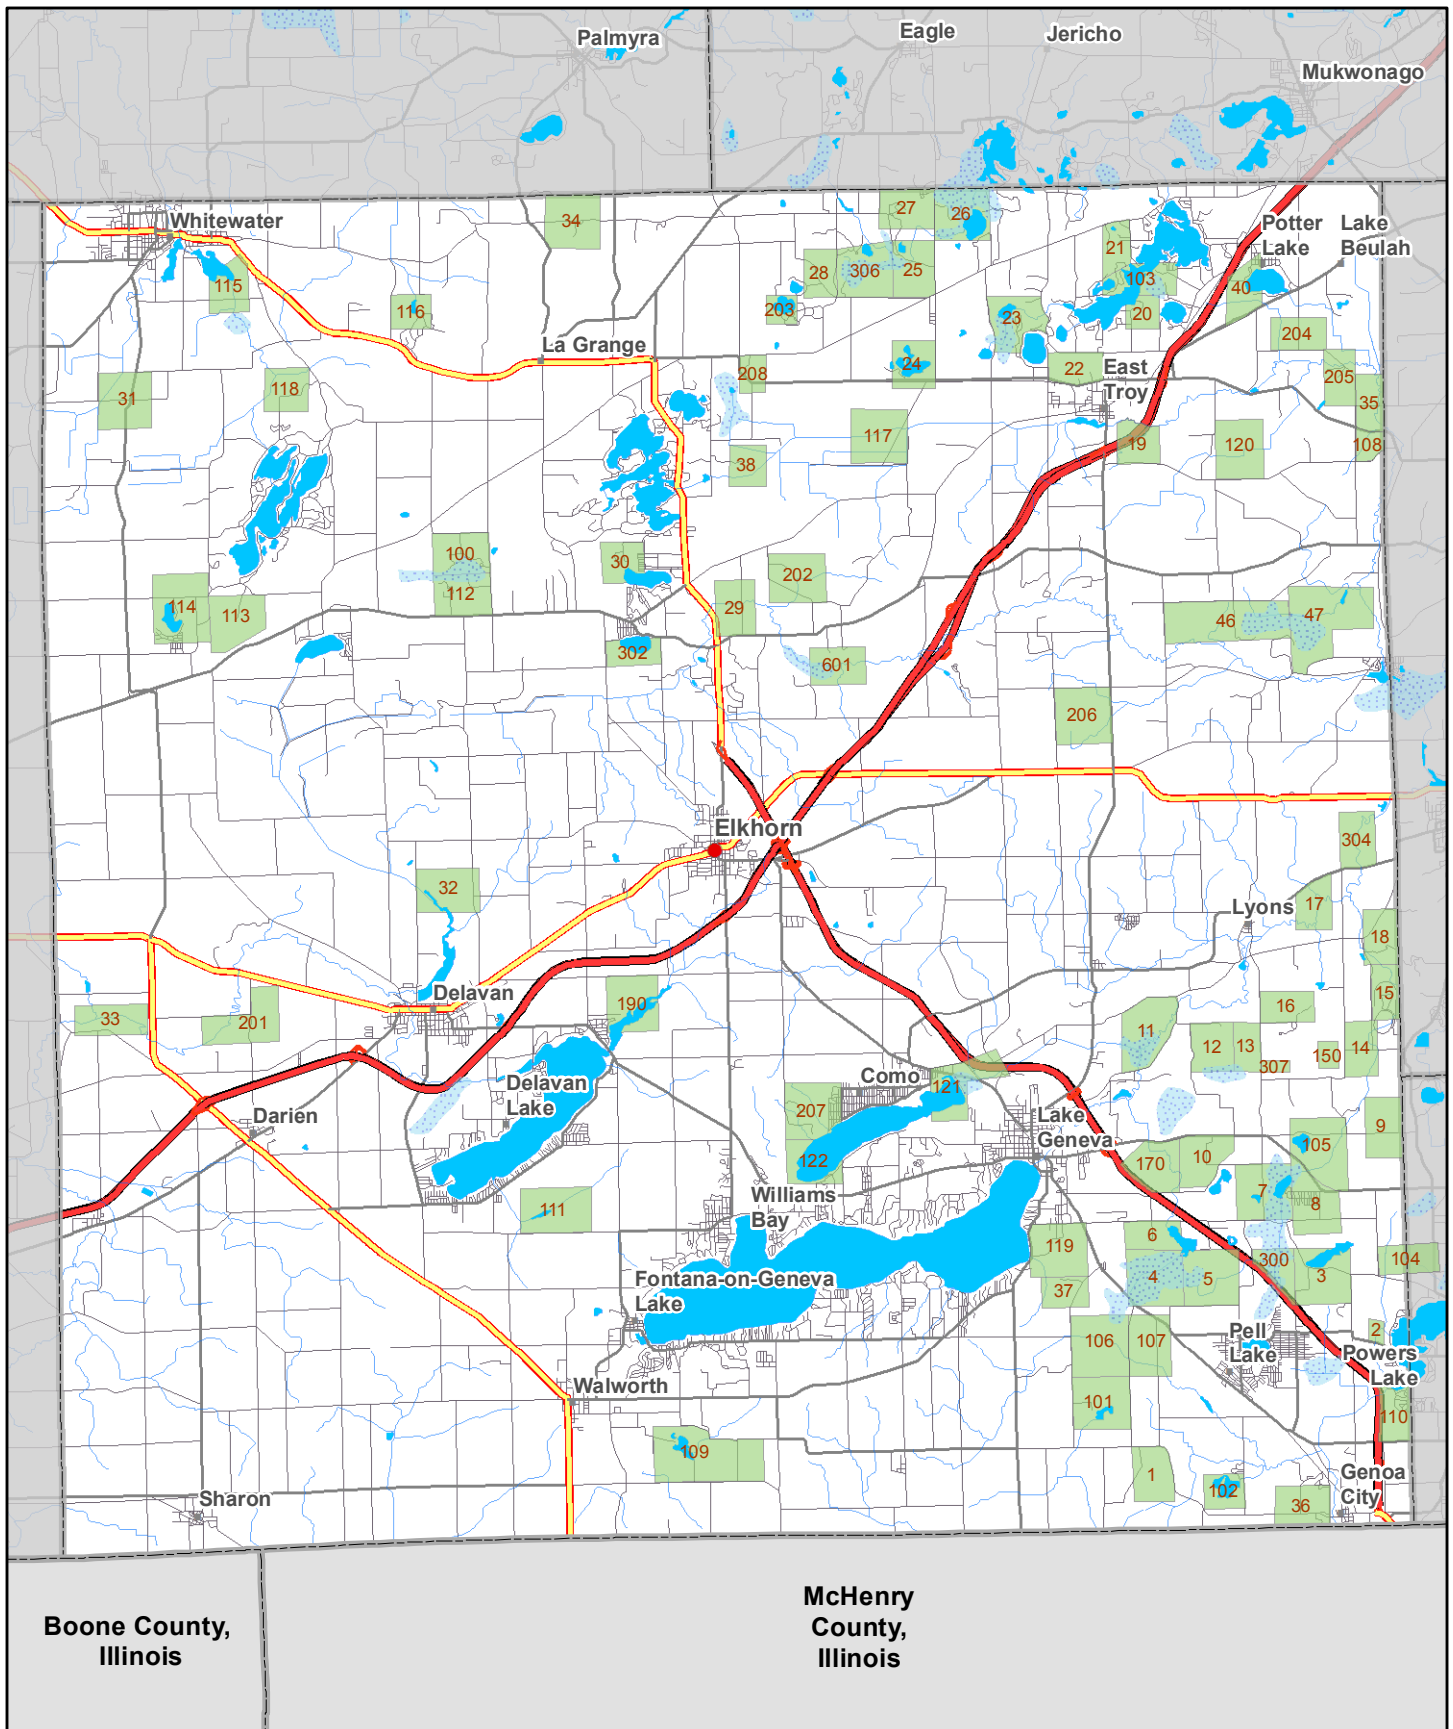 Palmyra
Eagle
Jericho
Mukwonago
Whitewater
34
27
26
21
Potter
Lake
Lake
Beulah
115
116
28
306
25
103
40
203
23
20
204
La Grange
208
24
22
East
Troy
205
31
118
35
117
19
120
108
38
100
30
202
112
114
113
29
46
47
302
601
206
Elkhorn
304
32
17
Lyons
18
Delavan
190
15
33
201
16
11
12
13
307
150
14
Delavan
Lake
Como
121
Darien
207
Lake
Geneva
9
105
122
170
10
Williams
Bay
7
8
111
6
119
300
104
Fontana-on-Geneva
Lake
4
5
3
37
Pell
Lake
2
106
107
Powers
Lake
Walworth
101
110
109
1
Genoa
City
102
36
Sharon
McHenry
County,
Illinois
Boone County,
Illinois